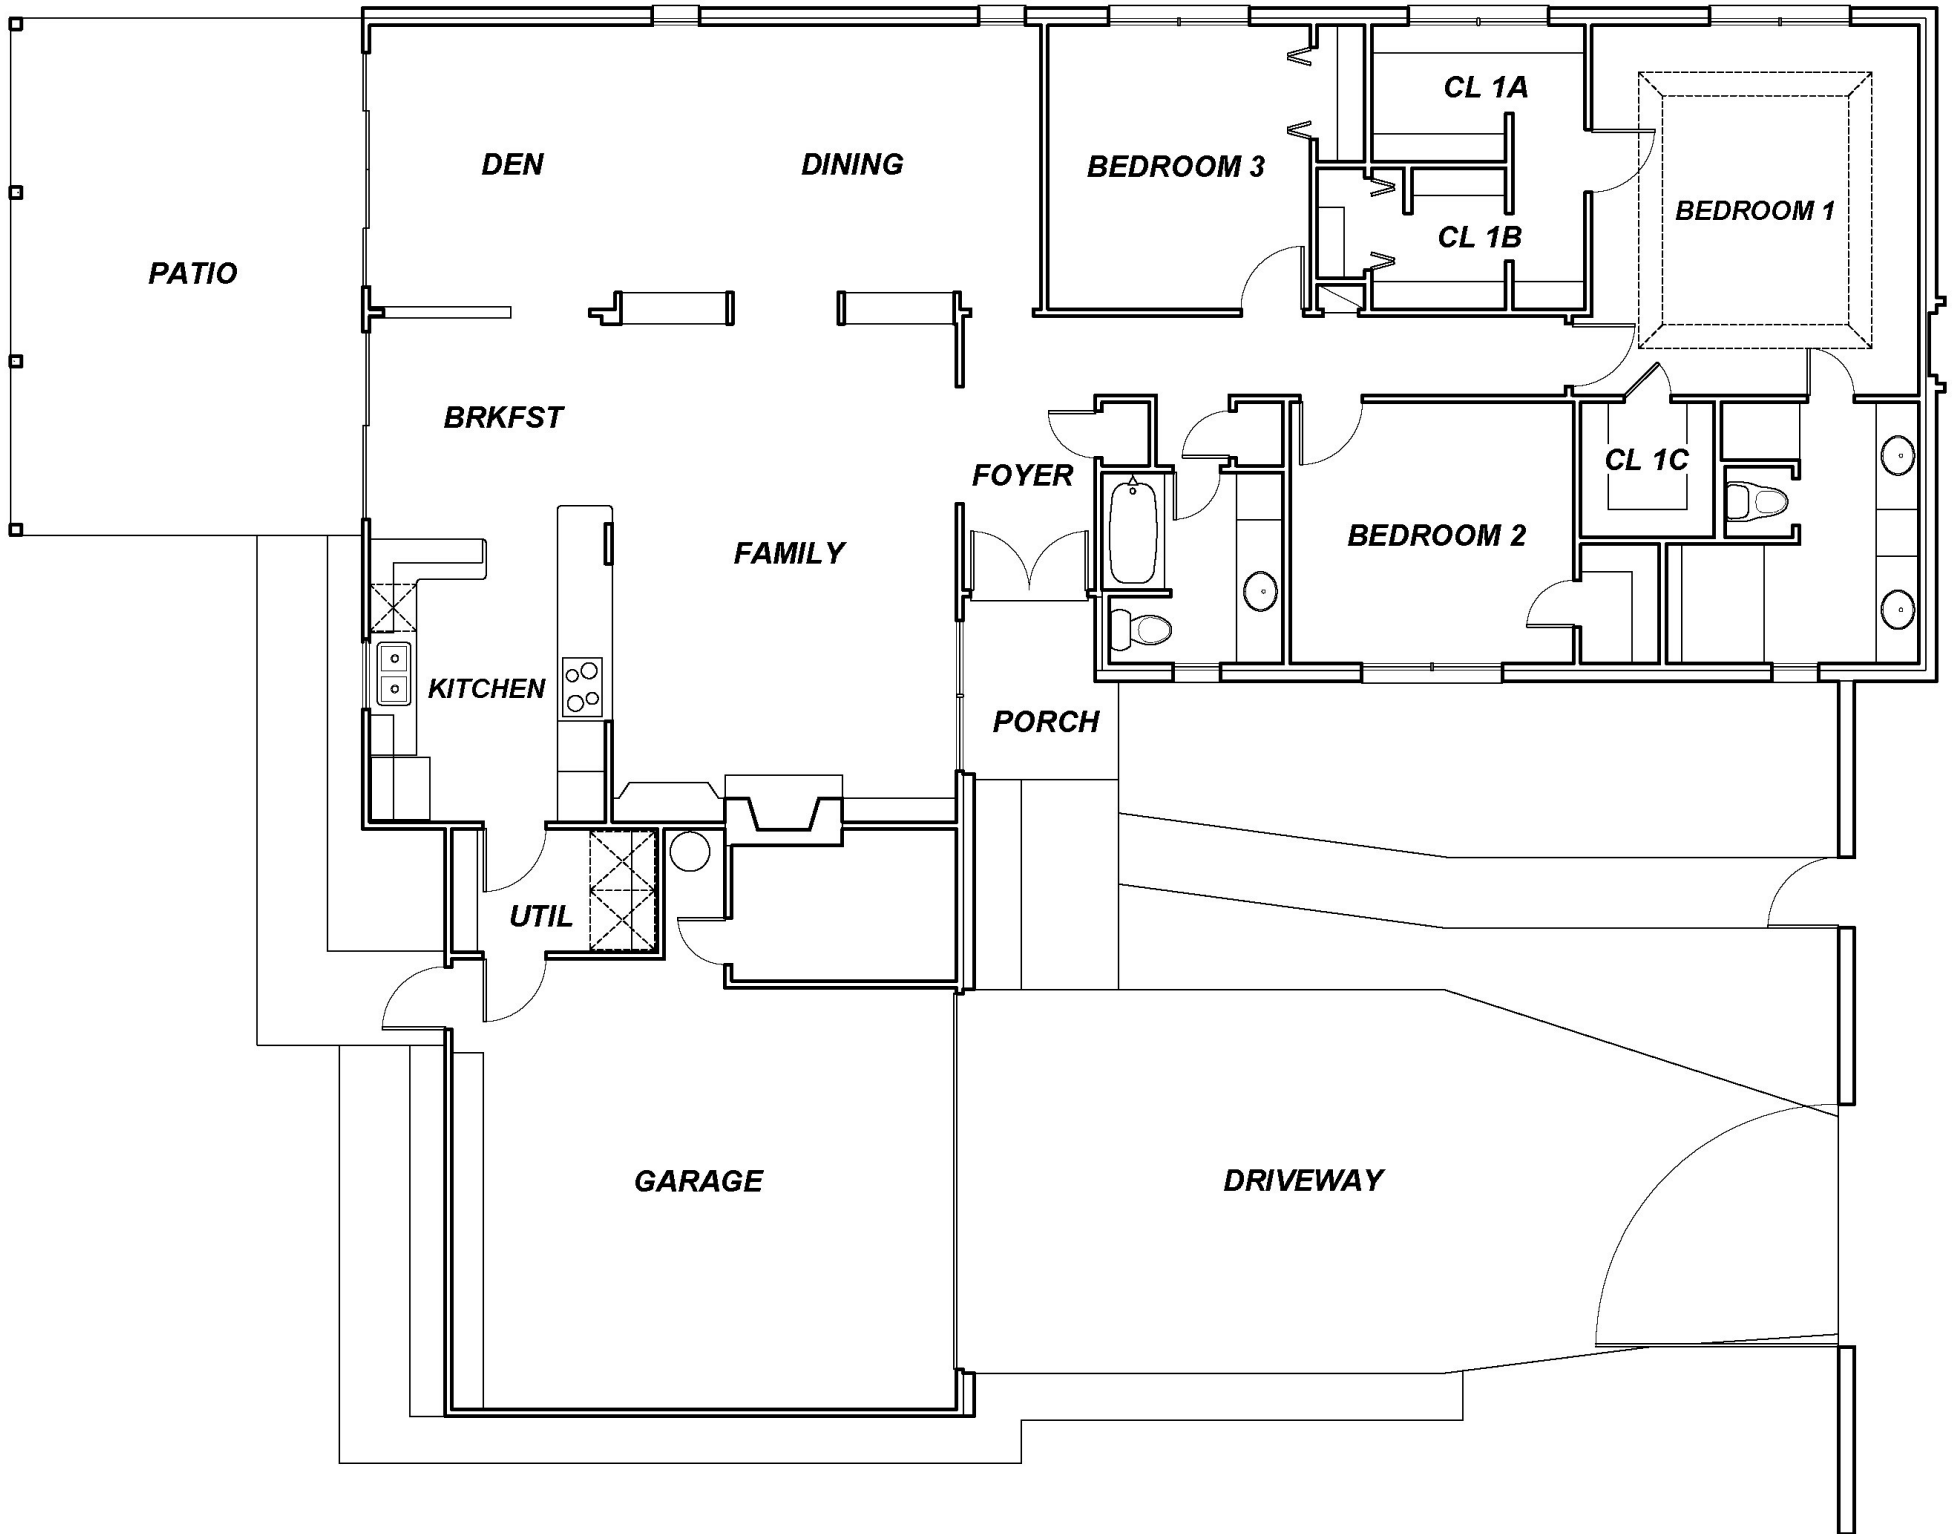 CL 1A
DEN
DINING
BEDROOM 3
BEDROOM 1
CL 1B
PATIO
BRKFST
FOYER
CL 1C
BEDROOM 2
FAMILY
KITCHEN
PORCH
UTIL
GARAGE
DRIVEWAY